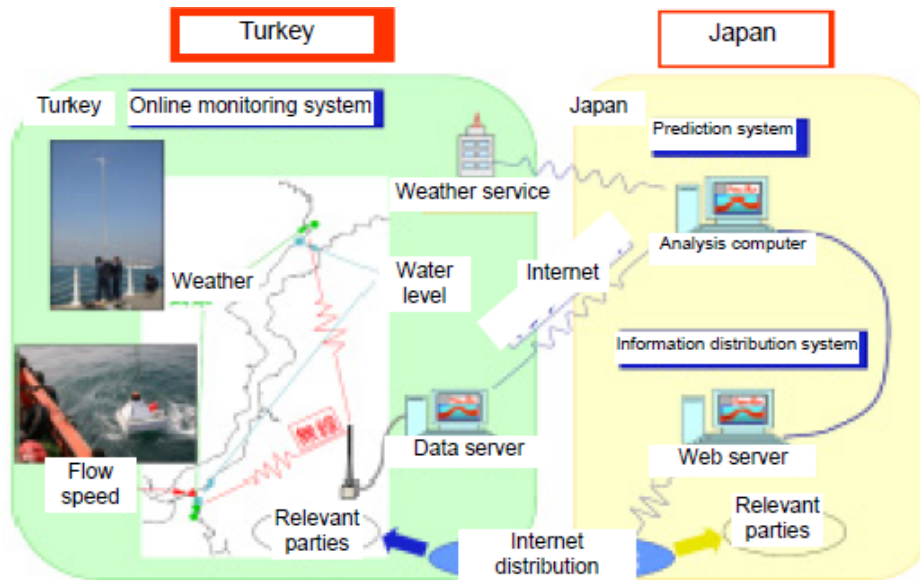 Turkey
Japan
Turkey
Online monitoring system
Japan
Prediction system
Weather service
Analysis computer
Weather
Water
level
Internet
Information distribution system
無線
Data server
Web server
Flow
speed
Relevant
parties
Internet
distribution
Relevant
parties